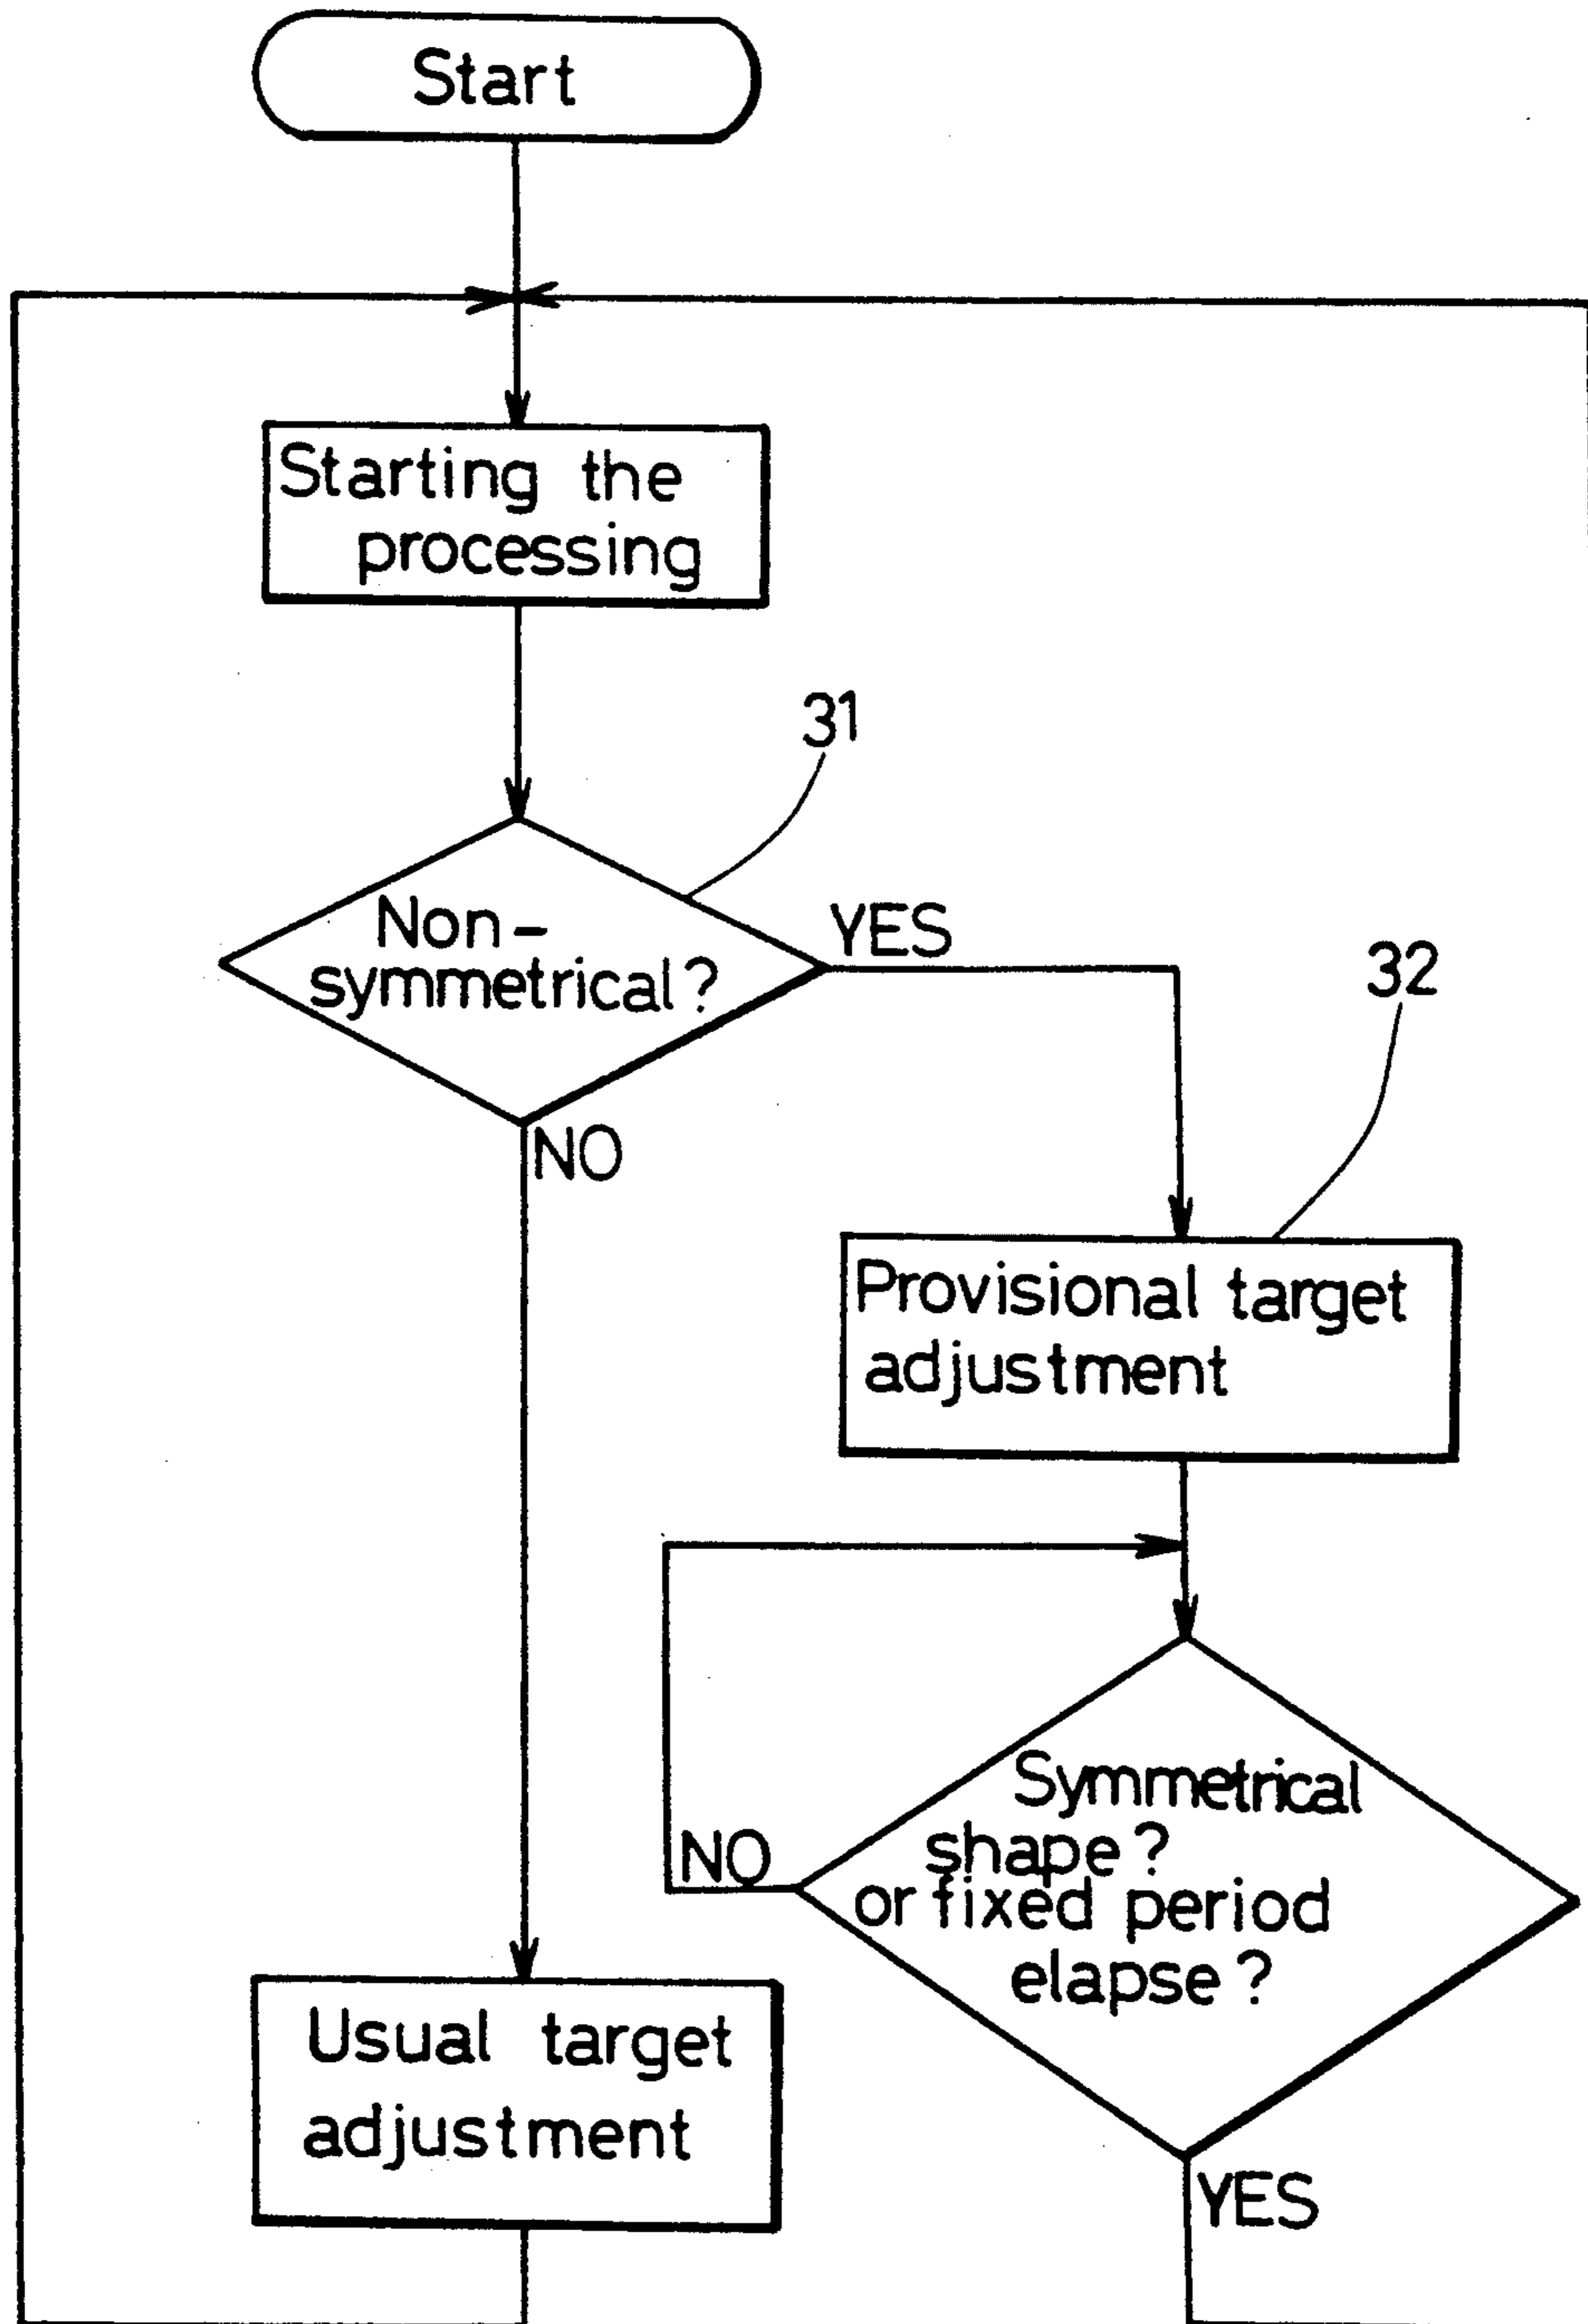 Start
Starting the
processing
31
Non-
symmetrical?
YES
NO
32
Provisional target
adjustment
Symmetrical
shape?
or fixed period
elapse?
NO
YES
Usual target
adjustment